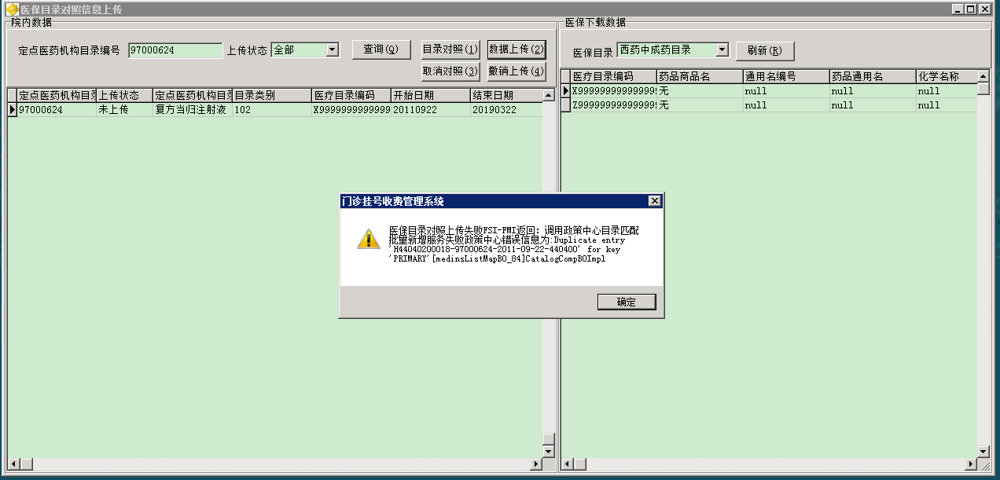 医保目录对照信息上传
院内数据
定点医药机构目录编号 97000624 上传状态 全部 查询(Q) 目录对照(1) 数据上传(2)
取消对照(3) 撤销上传(4)
定点医药机构目录 上传状态 定点医药机构目录 目录类别 医疗目录编码 开始日期 结束日期
97000624 未上传 复方当归注射液 102 X9999999999999 20110922 20190322
医保下载数据
医保目录 西药中成药目录 刷新(R)
医疗目录编码 药品商品名 通用名编号 药品通用名 化学名称
X99999999999999 无 null null null
Z99999999999999 无 null null null
门诊挂号收费管理系统
医保目录对照上传失败FSI-FMI返回：调用政策中心目录匹配
批量新增服务失败政策中心错误信息为:Duplicate entry
'H44040200018-97000624-2011-09-22-440400' for key
'PRIMARY'[medinsListMapBO_84]CatalogCompBOImpl
确定